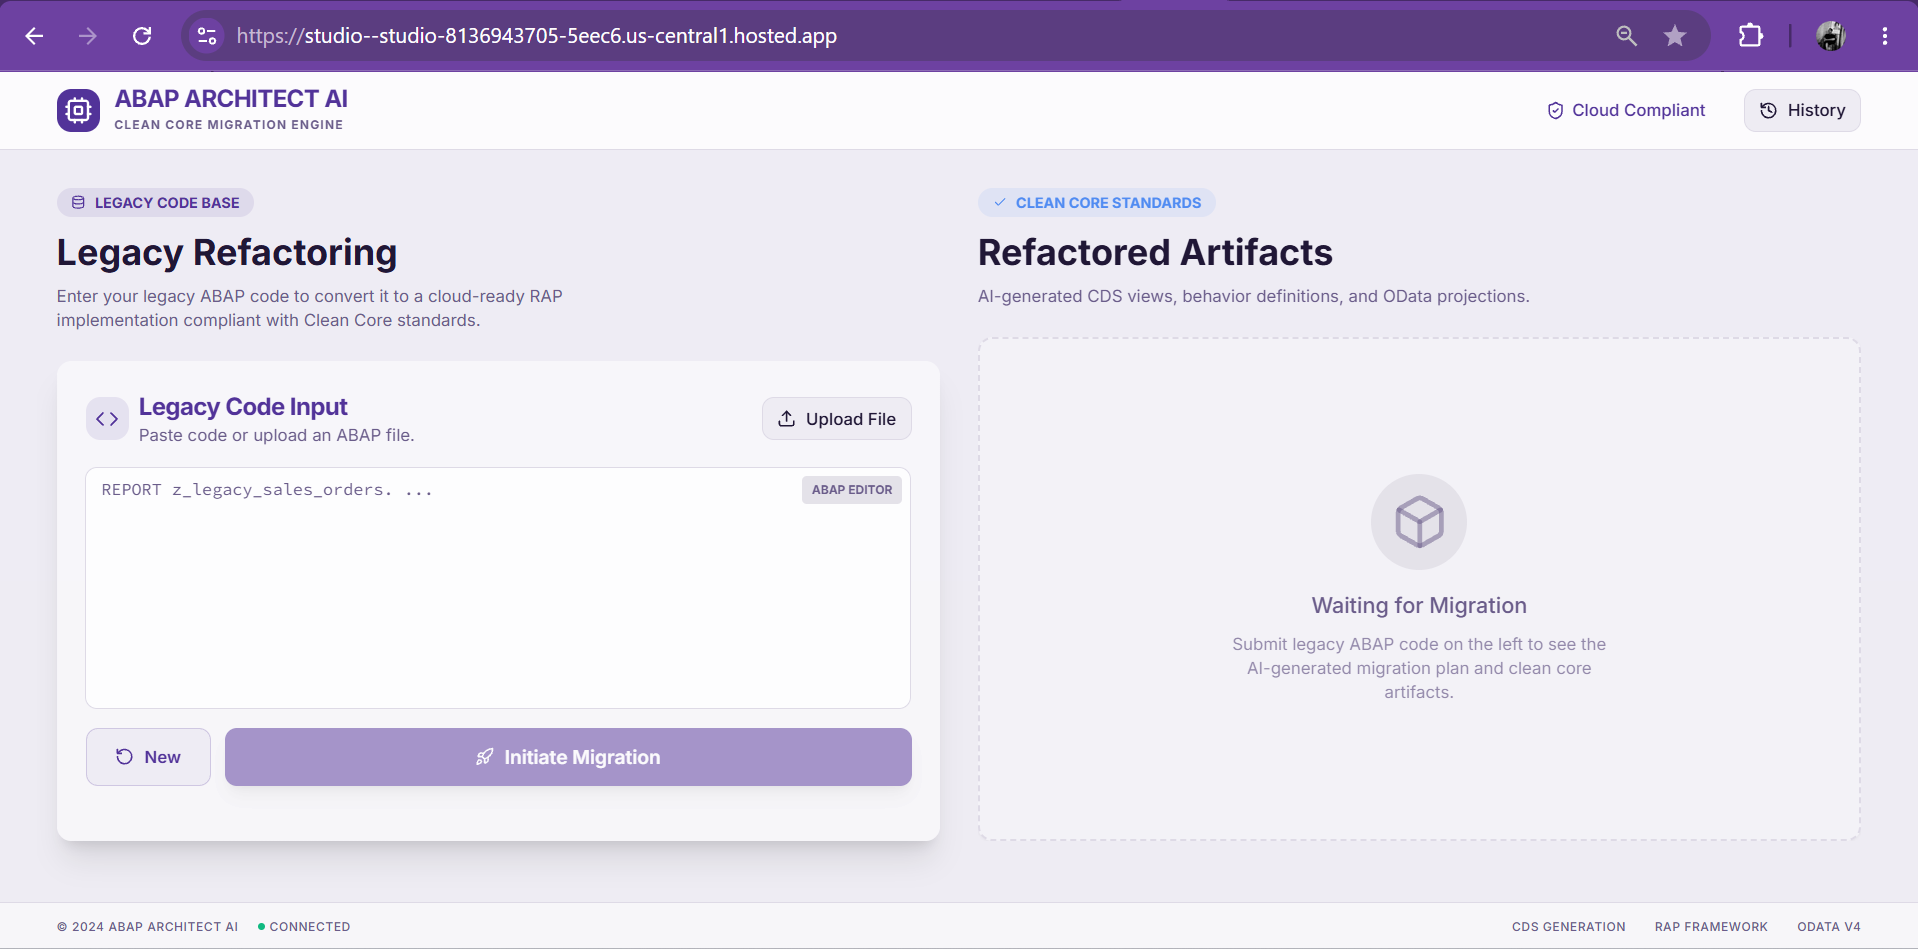 https://studio--studio-8136943705-5eec6.us-central1.hosted.app
ABAP ARCHITECT AI
CLEAN CORE MIGRATION ENGINE
Cloud Compliant
History
LEGACY CODE BASE
Legacy Refactoring
Enter your legacy ABAP code to convert it to a cloud-ready RAP
implementation compliant with Clean Core standards.
Legacy Code Input
Paste code or upload an ABAP file.
Upload File
REPORT z_legacy_sales_orders. ...
ABAP EDITOR
New
Initiate Migration
CLEAN CORE STANDARDS
Refactored Artifacts
AI-generated CDS views, behavior definitions, and OData projections.
Waiting for Migration
Submit legacy ABAP code on the left to see the
AI-generated migration plan and clean core
artifacts.
© 2024 ABAP ARCHITECT AI
CONNECTED
CDS GENERATION
RAP FRAMEWORK
ODATA V4